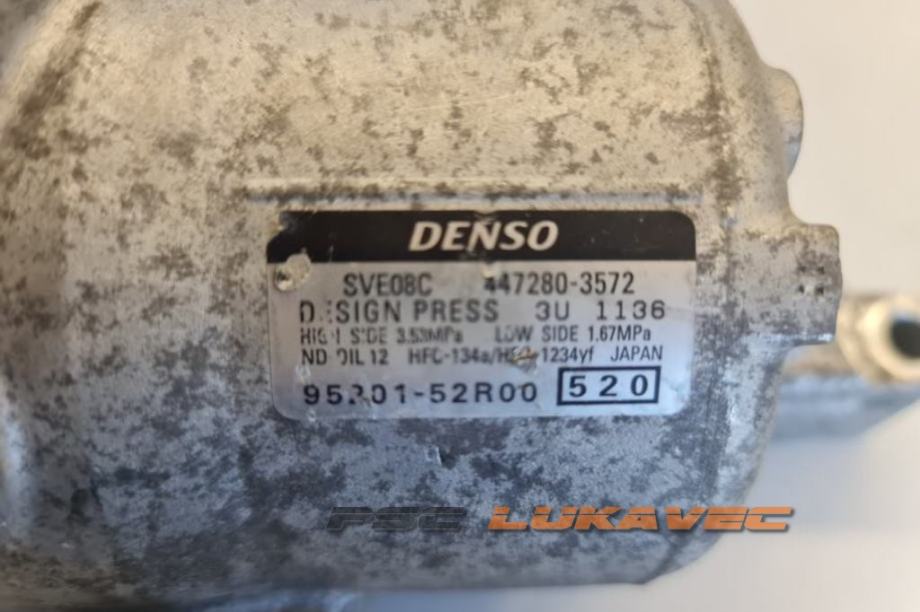 DENSO
SVE08C 447280-3572
DESIGN PRESS 3U 1136
HIGH SIDE 3.53MPa LOW SIDE 1.67MPa
ND OIL 12 HFC-134a/HFO-1234yf JAPAN
95201-52R00 520
PSC LUKAVEC